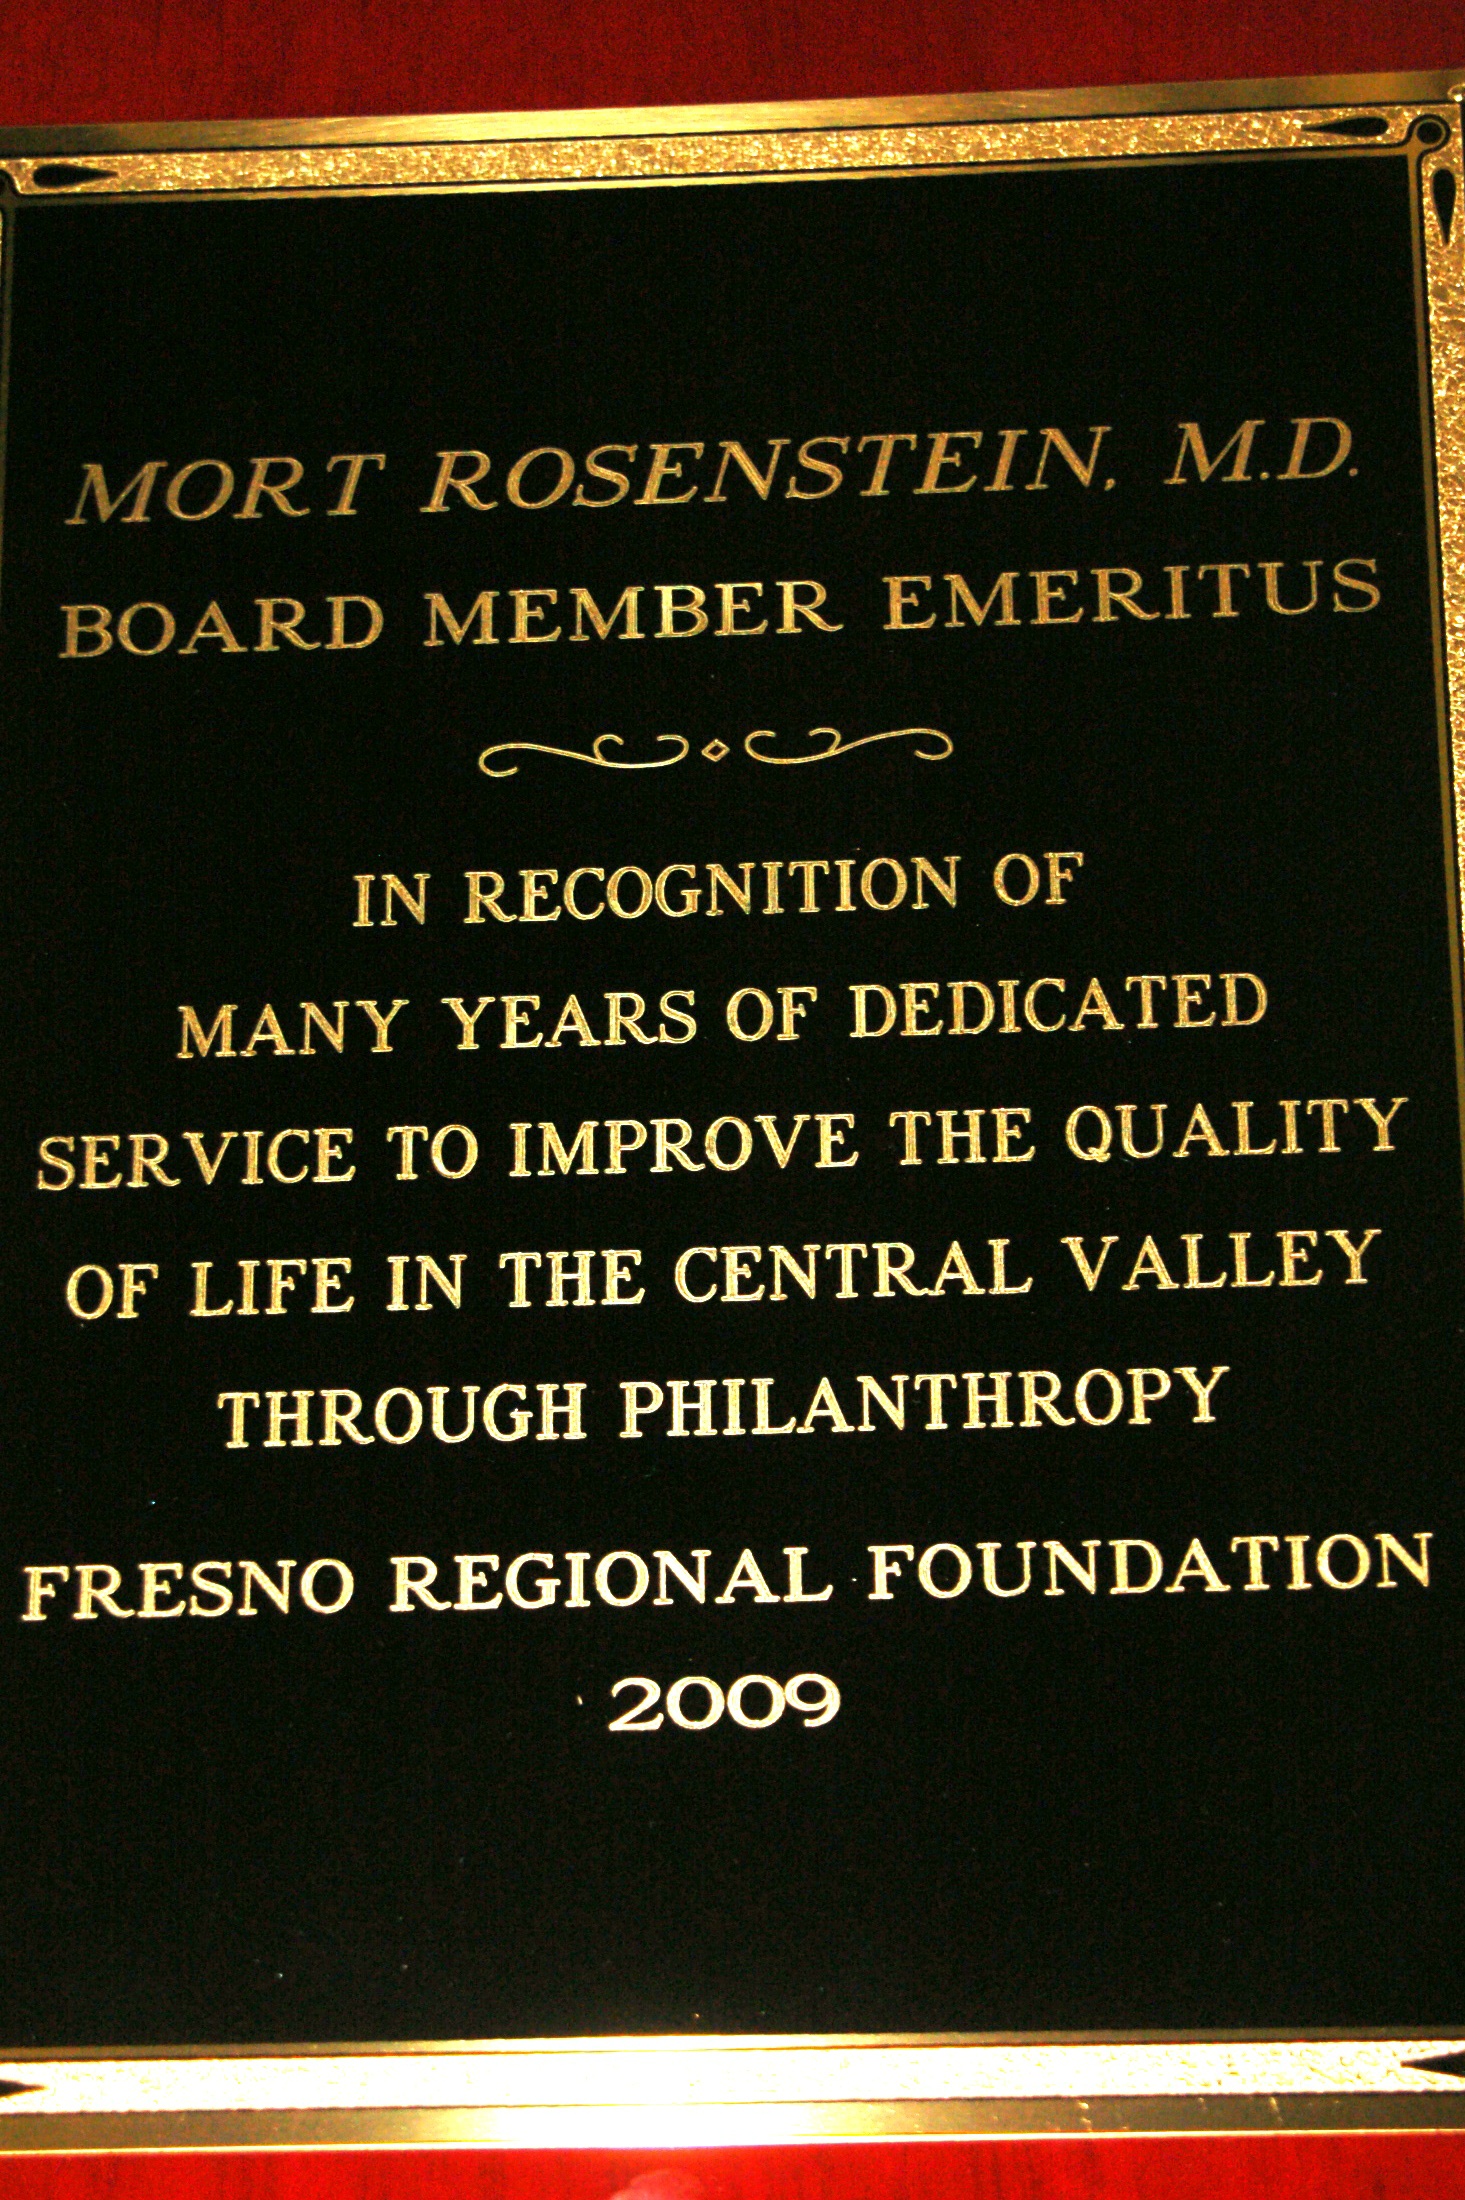 MORT ROSENSTEIN, M.D.
BOARD MEMBER EMERITUS
IN RECOGNITION OF
MANY YEARS OF DEDICATED
SERVICE TO IMPROVE THE QUALITY
OF LIFE IN THE CENTRAL VALLEY
THROUGH PHILANTHROPY
FRESNO REGIONAL FOUNDATION
2009